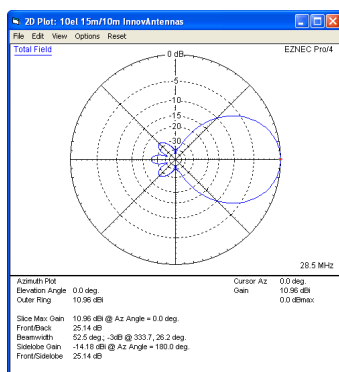 2D Plot: 10el 15m/10m InnovAntennas
File Edit View Options Reset
Total Field
EZNEC Pro/4
0 dB
-5
-10
-15
-20
-30
28.5 MHz
Azimuth Plot
Elevation Angle 0.0 deg.
Outer Ring 10.96 dBi
Cursor Az 0.0 deg.
Gain 10.96 dBi
0.0 dBmax
Slice Max Gain 10.96 dBi @ Az Angle = 0.0 deg.
Front/Back 25.14 dB
Beamwidth 52.5 deg.; -3dB @ 333.7, 26.2 deg.
Sidelobe Gain -14.18 dBi @ Az Angle = 180.0 deg.
Front/Sidelobe 25.14 dB